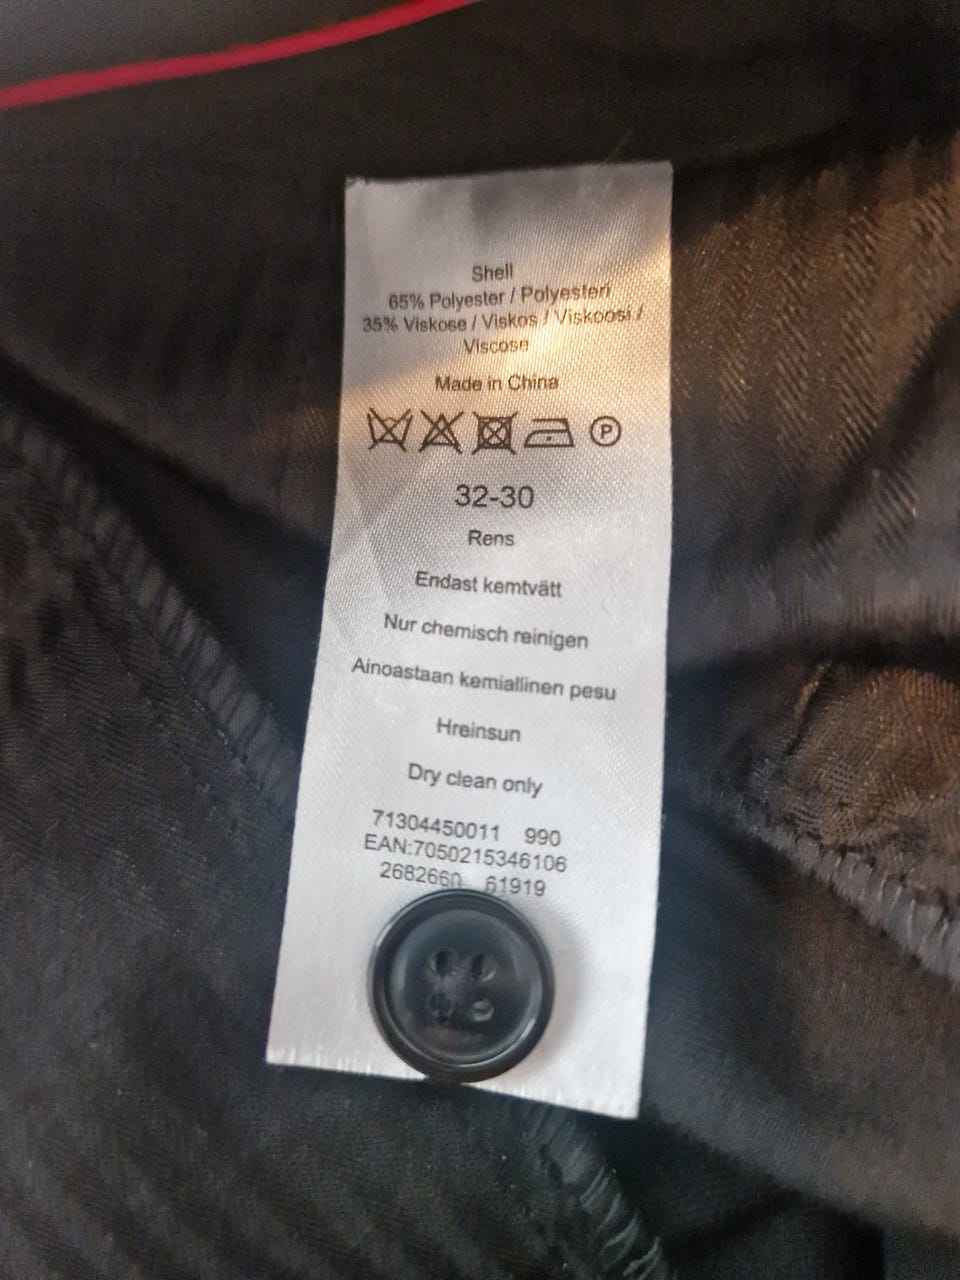 Shell
65% Polyester / Polyesteri
35% Viskose / Viskos / Viskoosi /
Viscose
Made in China
P
32-30
Rens
Endast kemtvätt
Nur chemisch reinigen
Ainoastaan kemiallinen pesu
Hreinsun
Dry clean only
71304450011 990
EAN:7050215346106
2682660 61919